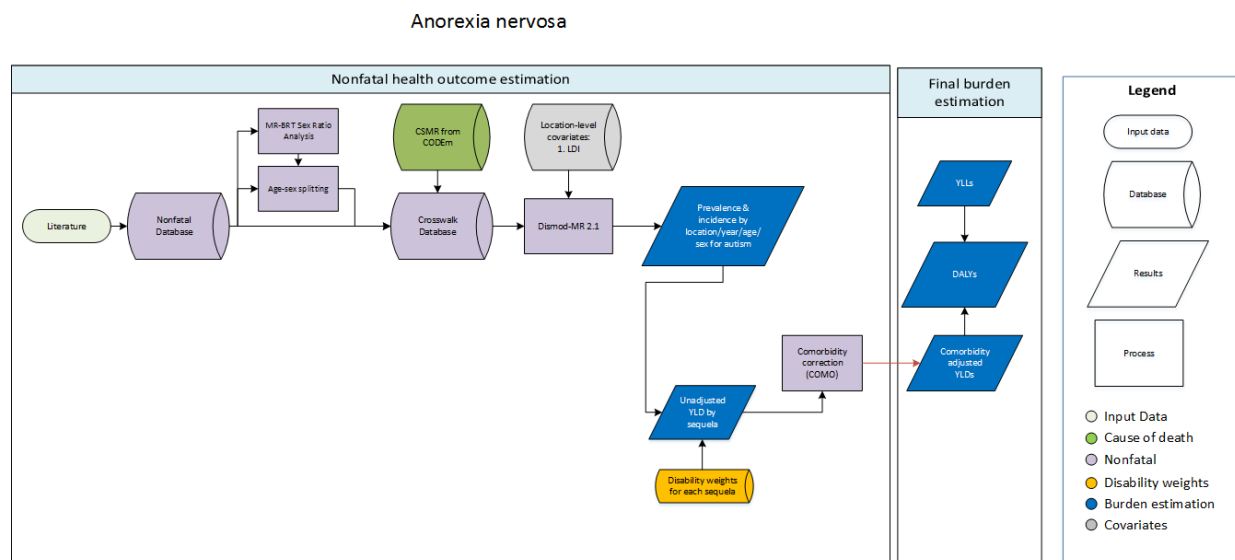 Anorexia nervosa
Nonfatal health outcome estimation
Final burden
estimation
Legend
MR-BRT Sex Ratio
Analysis
Age-sex splitting
CSMR from
CODEm
Location-level
covariates:
1. LDI
Literature
Nonfatal
Database
Crosswalk
Database
Dismod-MR 2.1
Prevalence &
incidence by
location/year/age/
sex for autism
Comorbidity
correction
(COMO)
Unadjusted
YLD by
sequela
Disability weights
for each sequela
YLLs
DALYs
Comorbidity
adjusted
YLDs
Input data
Database
Results
Process
Input Data
Cause of death
Nonfatal
Disability weights
Burden estimation
Covariates